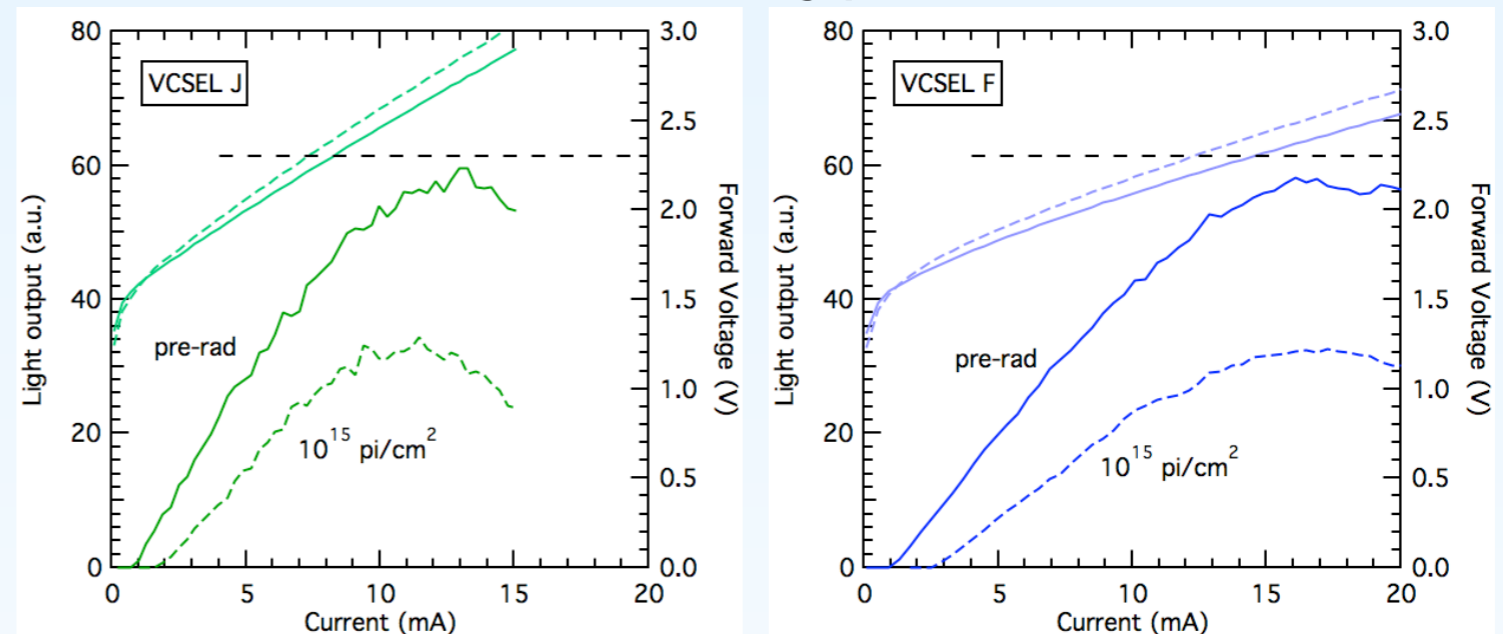 VCSEL J
80
60
40
20
0
Light output (a.u.)
3.0
2.5
2.0
1.5
1.0
0.5
0.0
Forward Voltage (V)
pre-rad
10^15 pi/cm^2
0 5 10 15 20
Current (mA)
VCSEL F
80
60
40
20
0
Light output (a.u.)
3.0
2.5
2.0
1.5
1.0
0.5
0.0
Forward Voltage (V)
pre-rad
10^15 pi/cm^2
0 5 10 15 20
Current (mA)